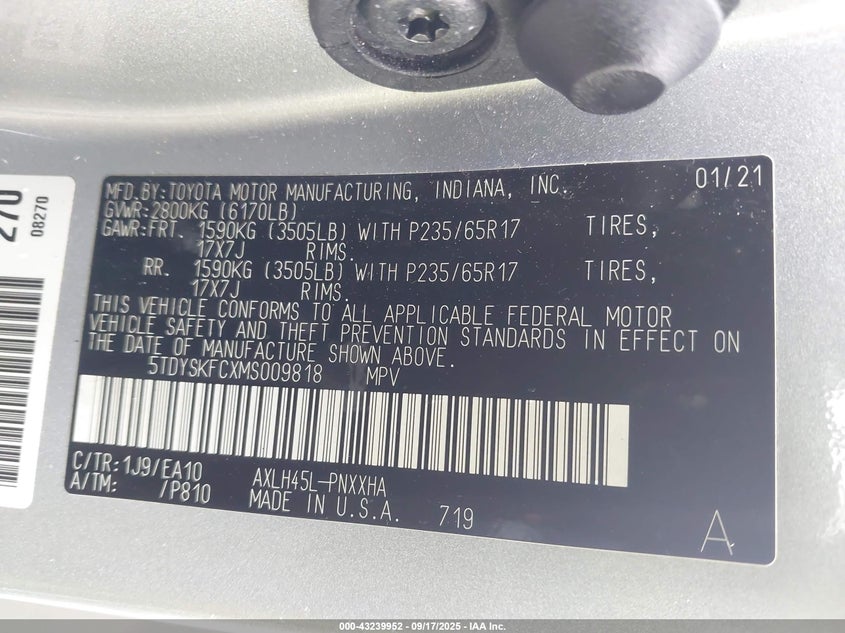 270
08270
MFD. BY: TOYOTA MOTOR MANUFACTURING, INDIANA, INC. 01/21
GVWR: 2800KG (6170LB)
GAWR: FRT. 1590KG (3505LB) WITH P235/65R17 TIRES,
17X7J RIMS.
RR. 1590KG (3505LB) WITH P235/65R17 TIRES,
17X7J RIMS.
THIS VEHICLE CONFORMS TO ALL APPLICABLE FEDERAL MOTOR
VEHICLE SAFETY AND THEFT PREVENTION STANDARDS IN EFFECT ON
THE DATE OF MANUFACTURE SHOWN ABOVE.
5TDYSKFCXMS009818 MPV
C/TR: 1J9/EA10 AXLH45L-PNXXHA
A/TM: /P810 MADE IN U.S.A. 719
A
000-43239952 - 09/17/2025 - IAA Inc.